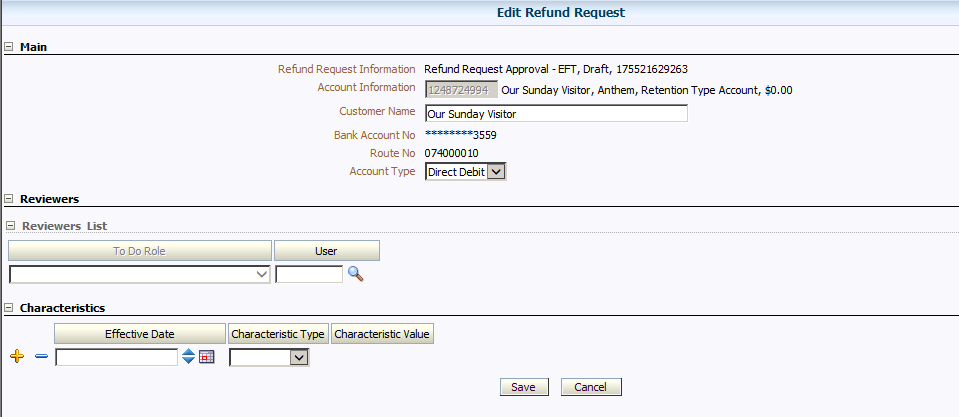 Edit Refund Request
Main
Refund Request Information Refund Request Approval - EFT, Draft, 175521629263
Account Information 1248724994 Our Sunday Visitor, Anthem, Retention Type Account, $0.00
Customer Name Our Sunday Visitor
Bank Account No ********3559
Route No 074000010
Account Type Direct Debit
Reviewers
Reviewers List
To Do Role User
Characteristics
Effective Date Characteristic Type Characteristic Value
Save Cancel